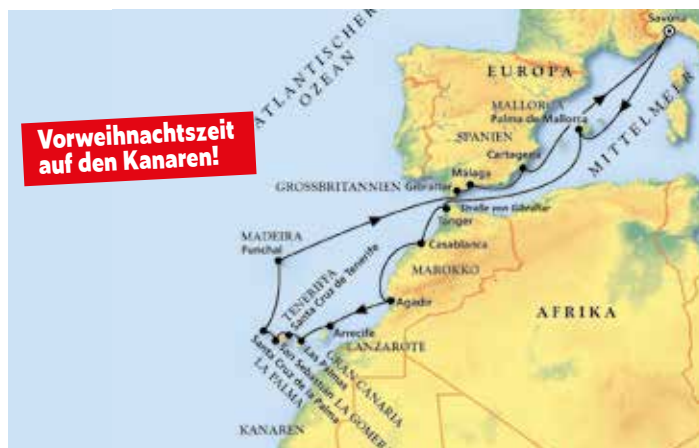 Savona
ATLANTISCHER
OZEAN
EUROPA
MALLORCA
Palma de Mallorca
Vorweihnachtszeit
auf den Kanaren!
SPANIEN
MITTELMEER
Cartagena
Málaga
GROSSBRITANNIEN Gibraltar
Straße von Gibraltar
Tanger
MADEIRA
Funchal
Casablanca
MAROKKO
TENERIFFA
Santa Cruz de Tenerife
Agadir
AFRIKA
Arrecife
LANZAROTE
Las Palmas
GRAN CANARIA
San Sebastián
LA GOMERA
Santa Cruz de la Palma
LA PALMA
KANAREN